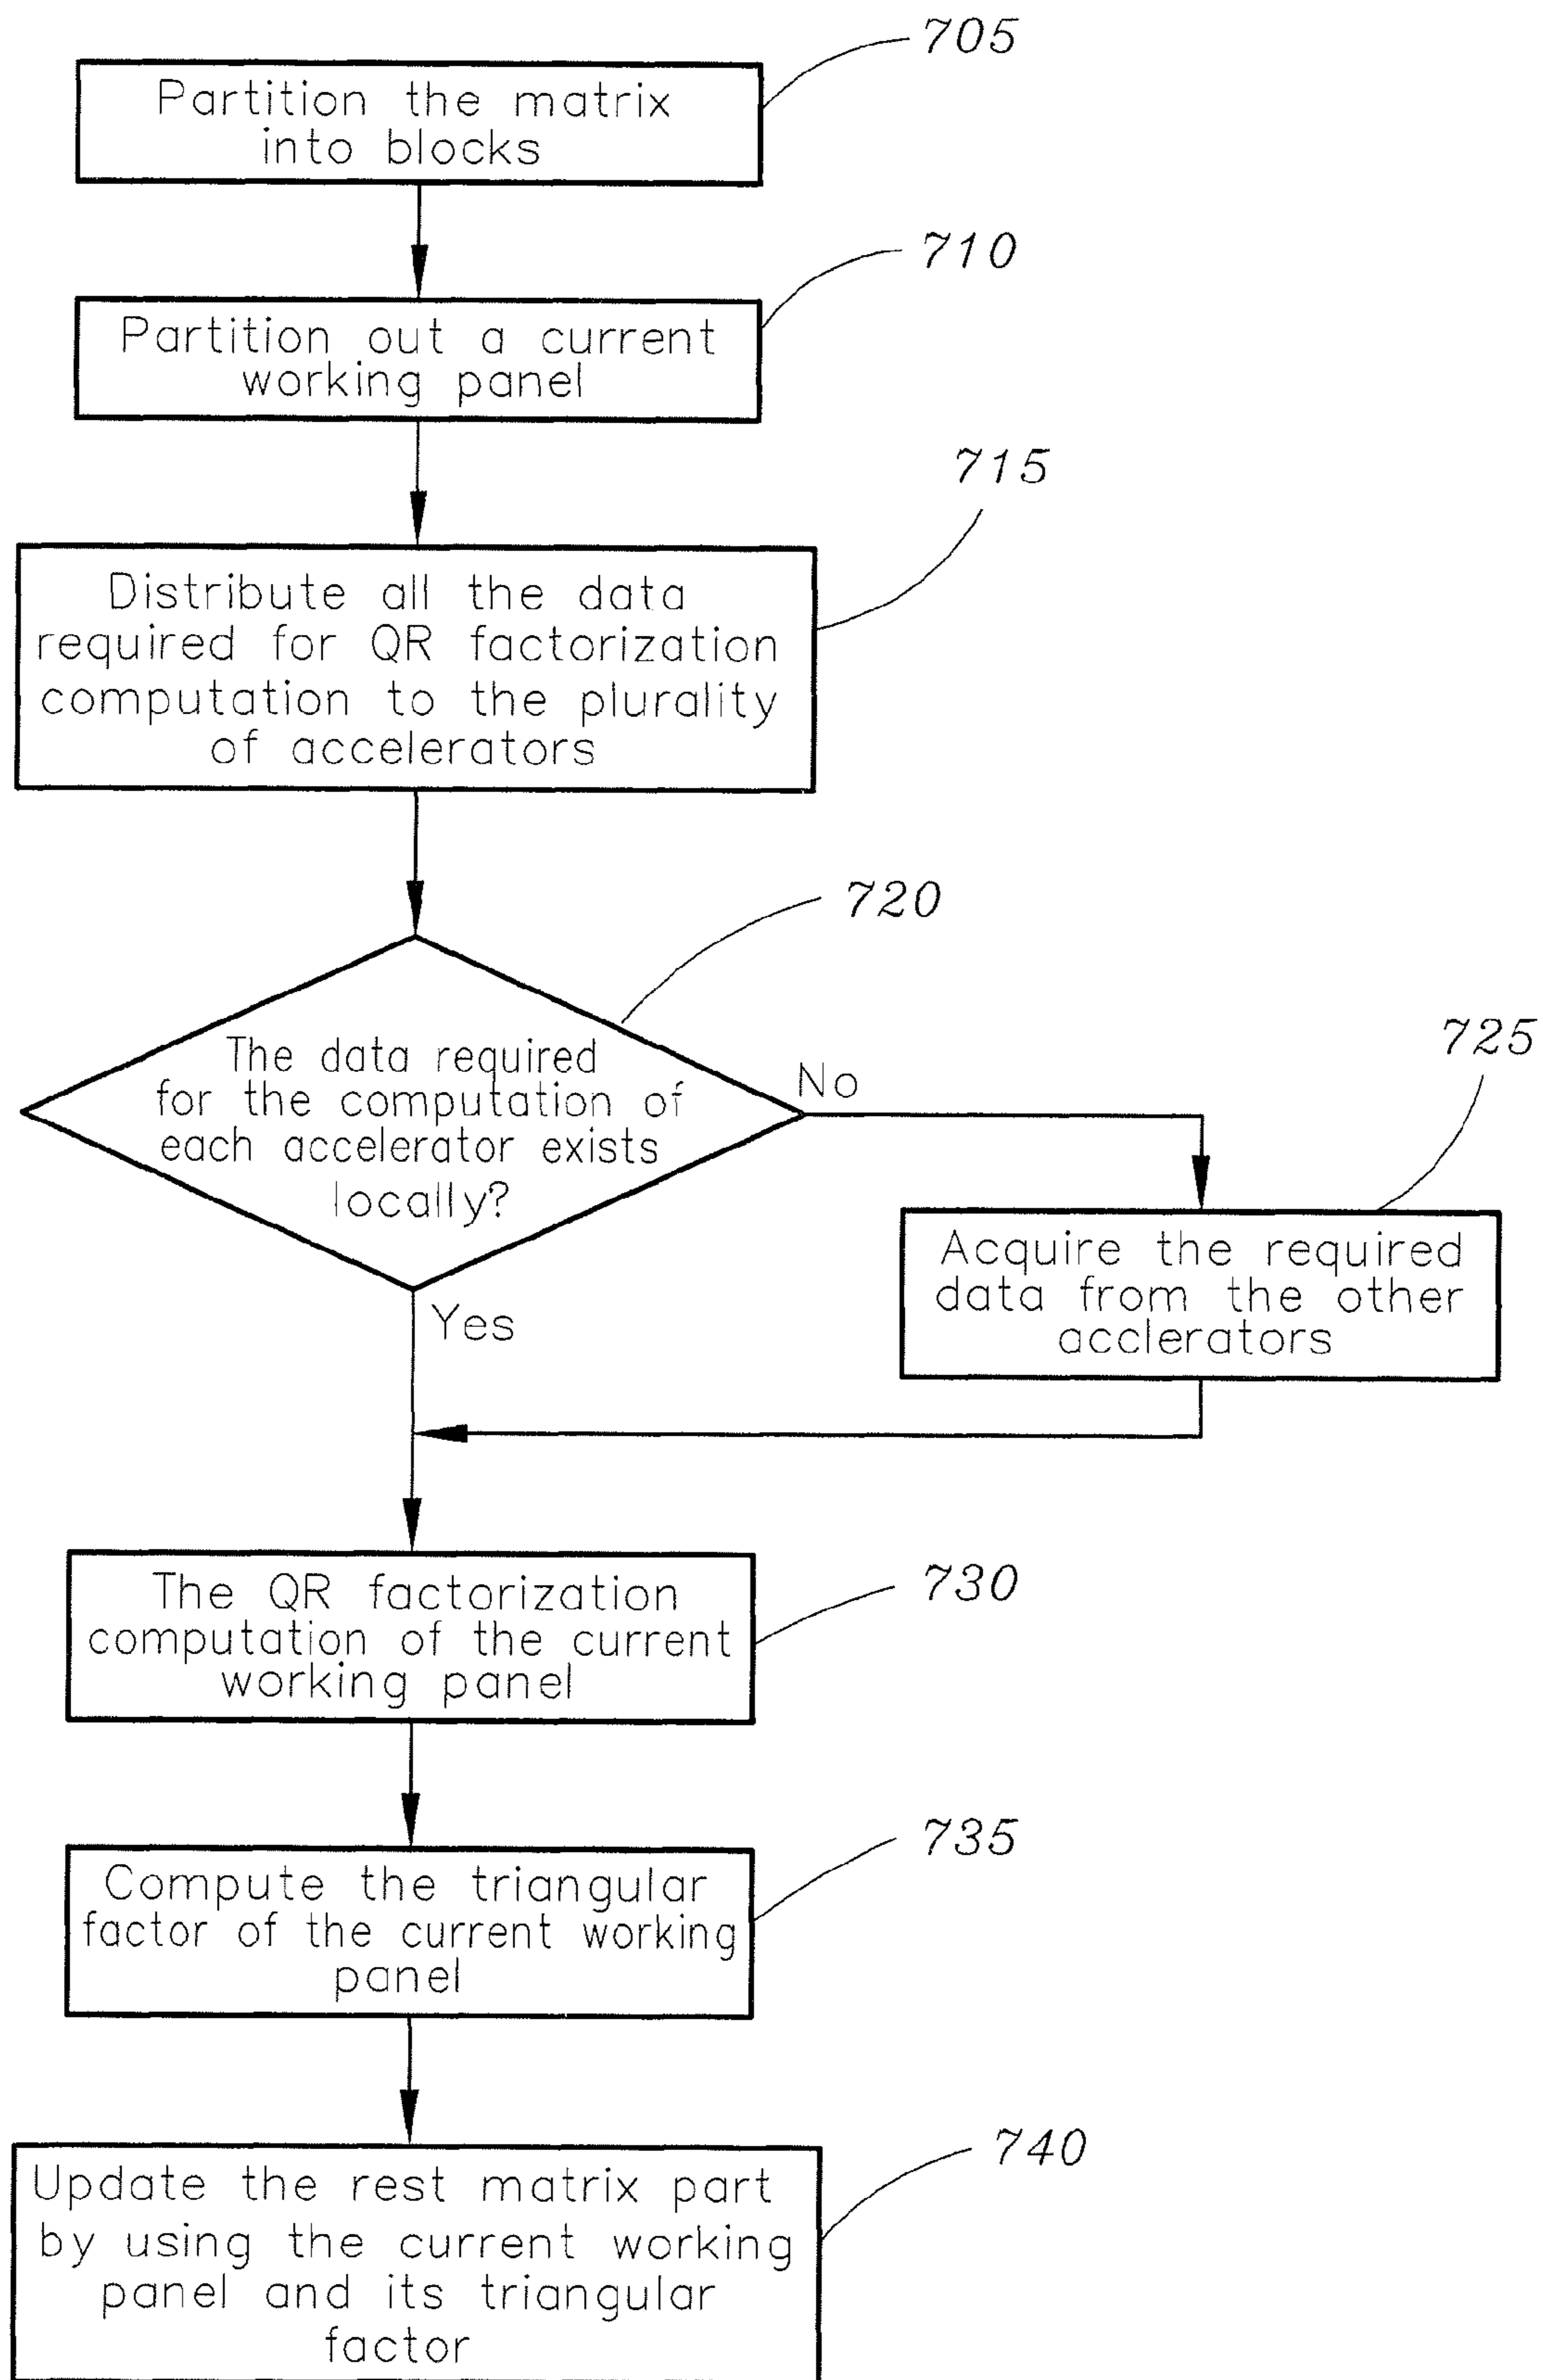 705
Partition the matrix
into blocks
710
Partition out a current
working panel
715
Distribute all the data
required for QR factorization
computation to the plurality
of accelerators
720
The data required
for the computation of
each accelerator exists
locally?
No
725
Acquire the required
data from the other
acclerators
Yes
730
The QR factorization
computation of the current
working panel
735
Compute the triangular
factor of the current working
panel
740
Update the rest matrix part
by using the current working
panel and its triangular
factor